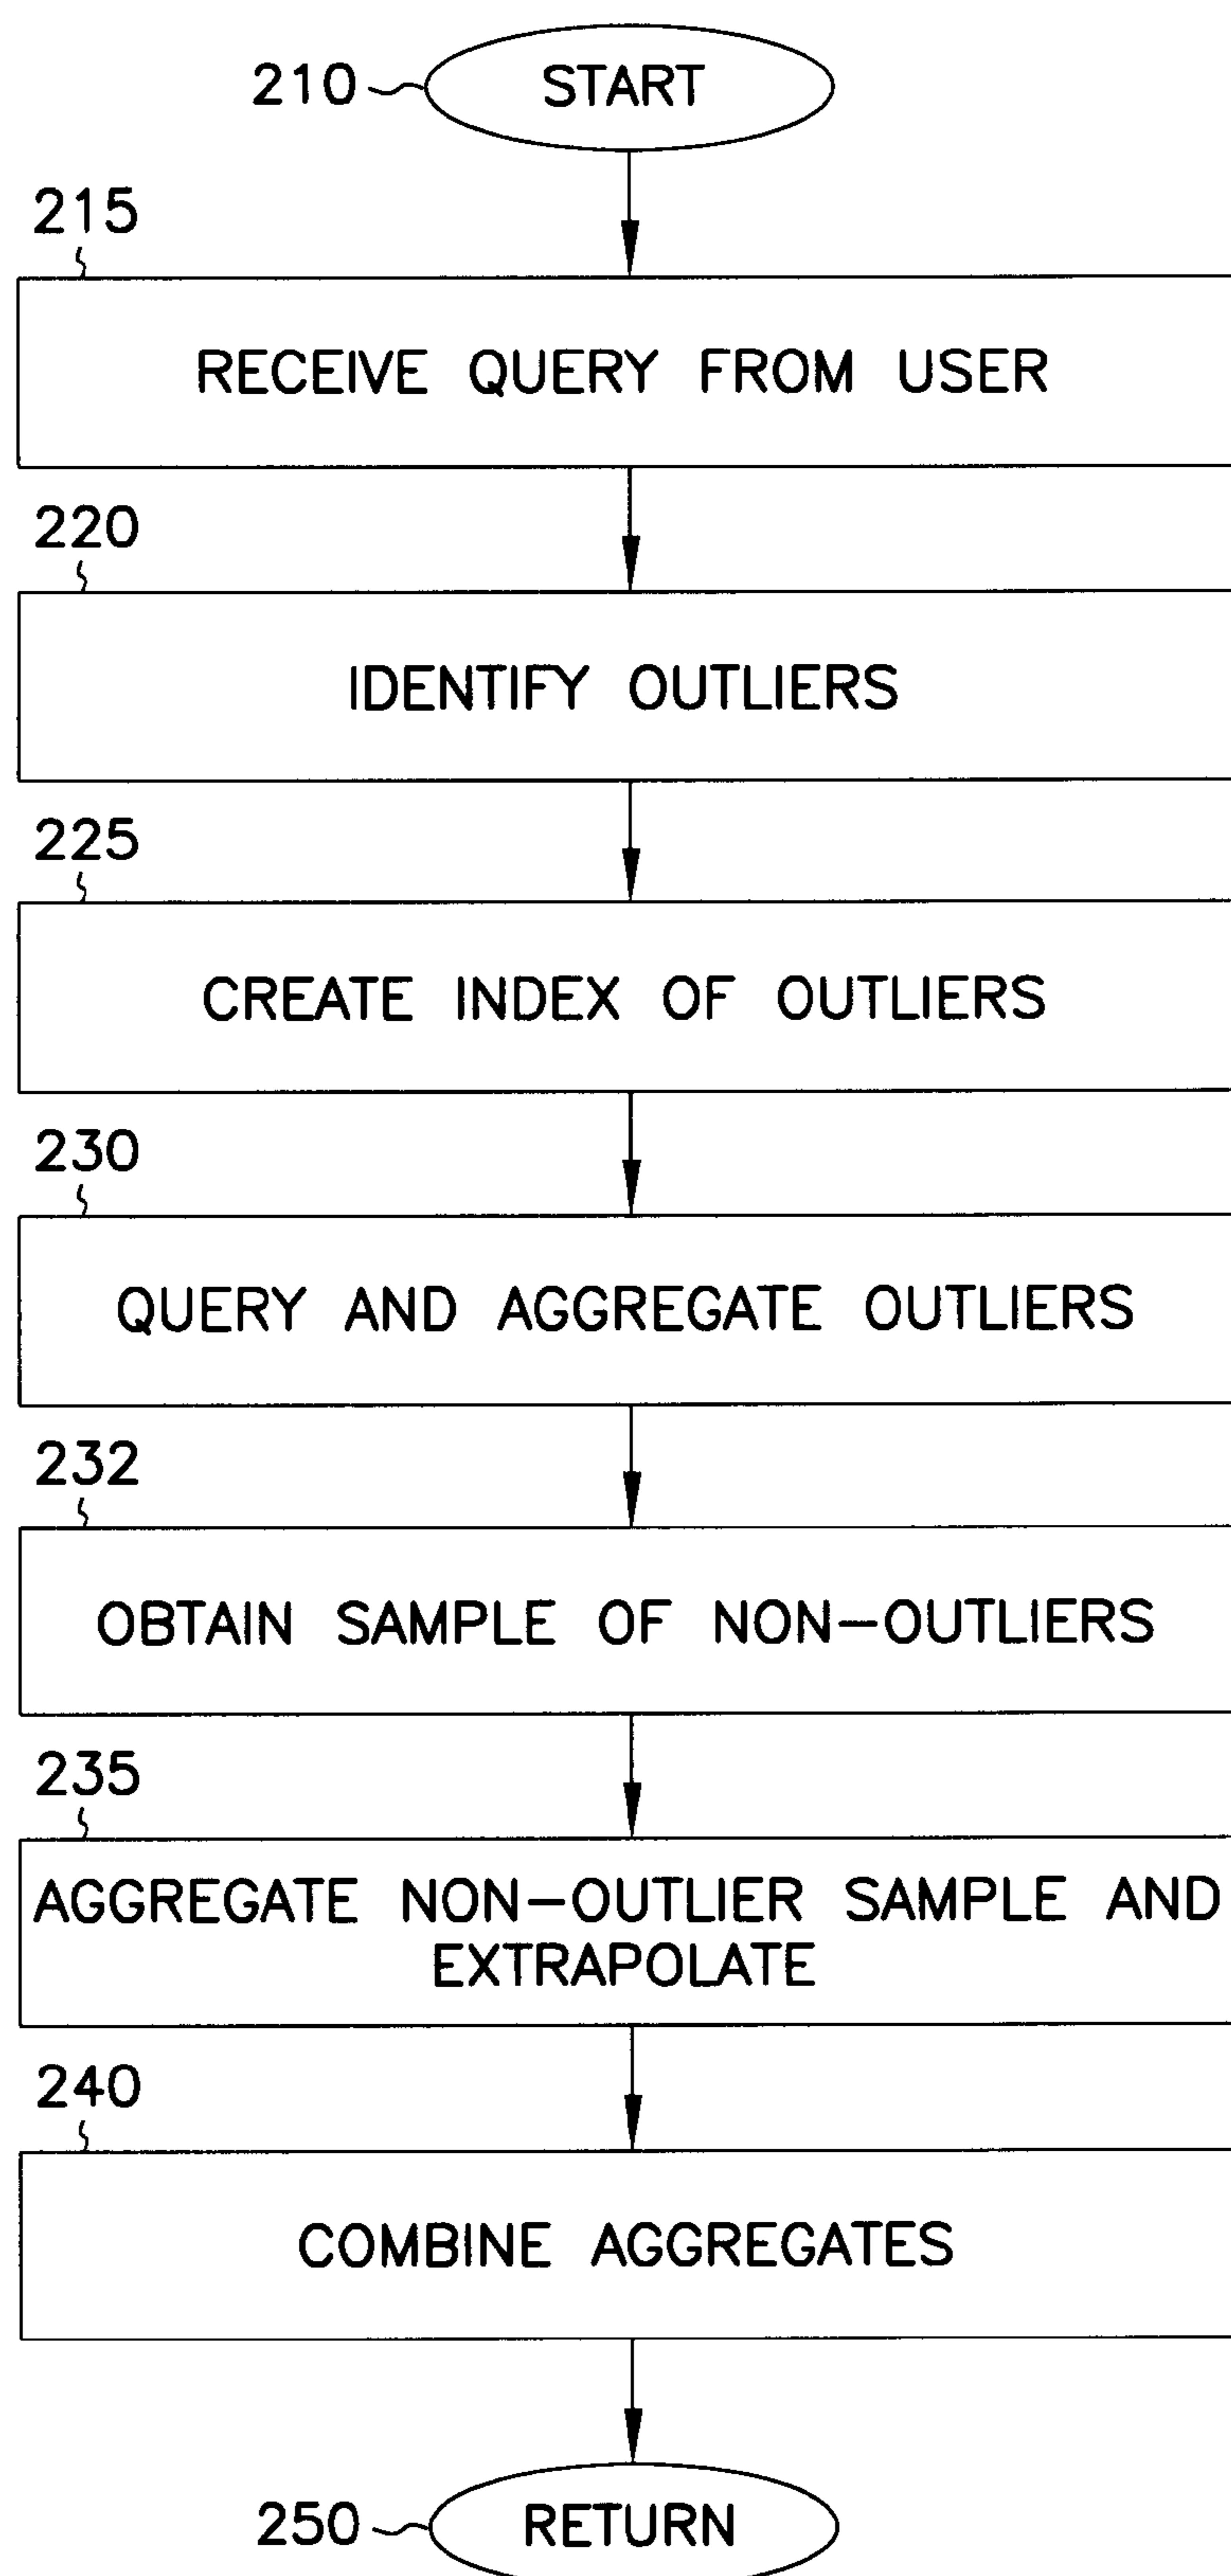 210 START
215
RECEIVE QUERY FROM USER
220
IDENTIFY OUTLIERS
225
CREATE INDEX OF OUTLIERS
230
QUERY AND AGGREGATE OUTLIERS
232
OBTAIN SAMPLE OF NON-OUTLIERS
235
AGGREGATE NON-OUTLIER SAMPLE AND
EXTRAPOLATE
240
COMBINE AGGREGATES
250 RETURN